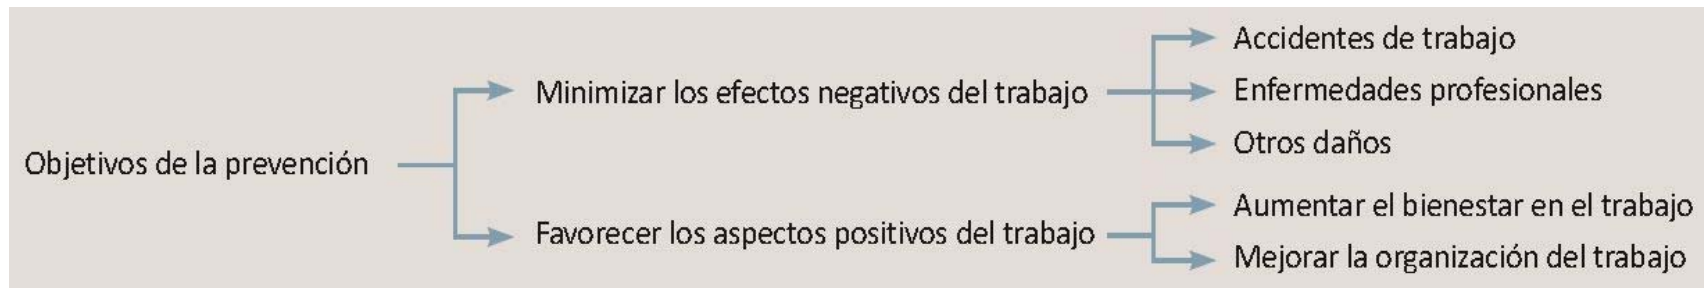 Objetivos de la prevención
Minimizar los efectos negativos del trabajo
Accidentes de trabajo
Enfermedades profesionales
Otros daños
Favorecer los aspectos positivos del trabajo
Aumentar el bienestar en el trabajo
Mejorar la organización del trabajo